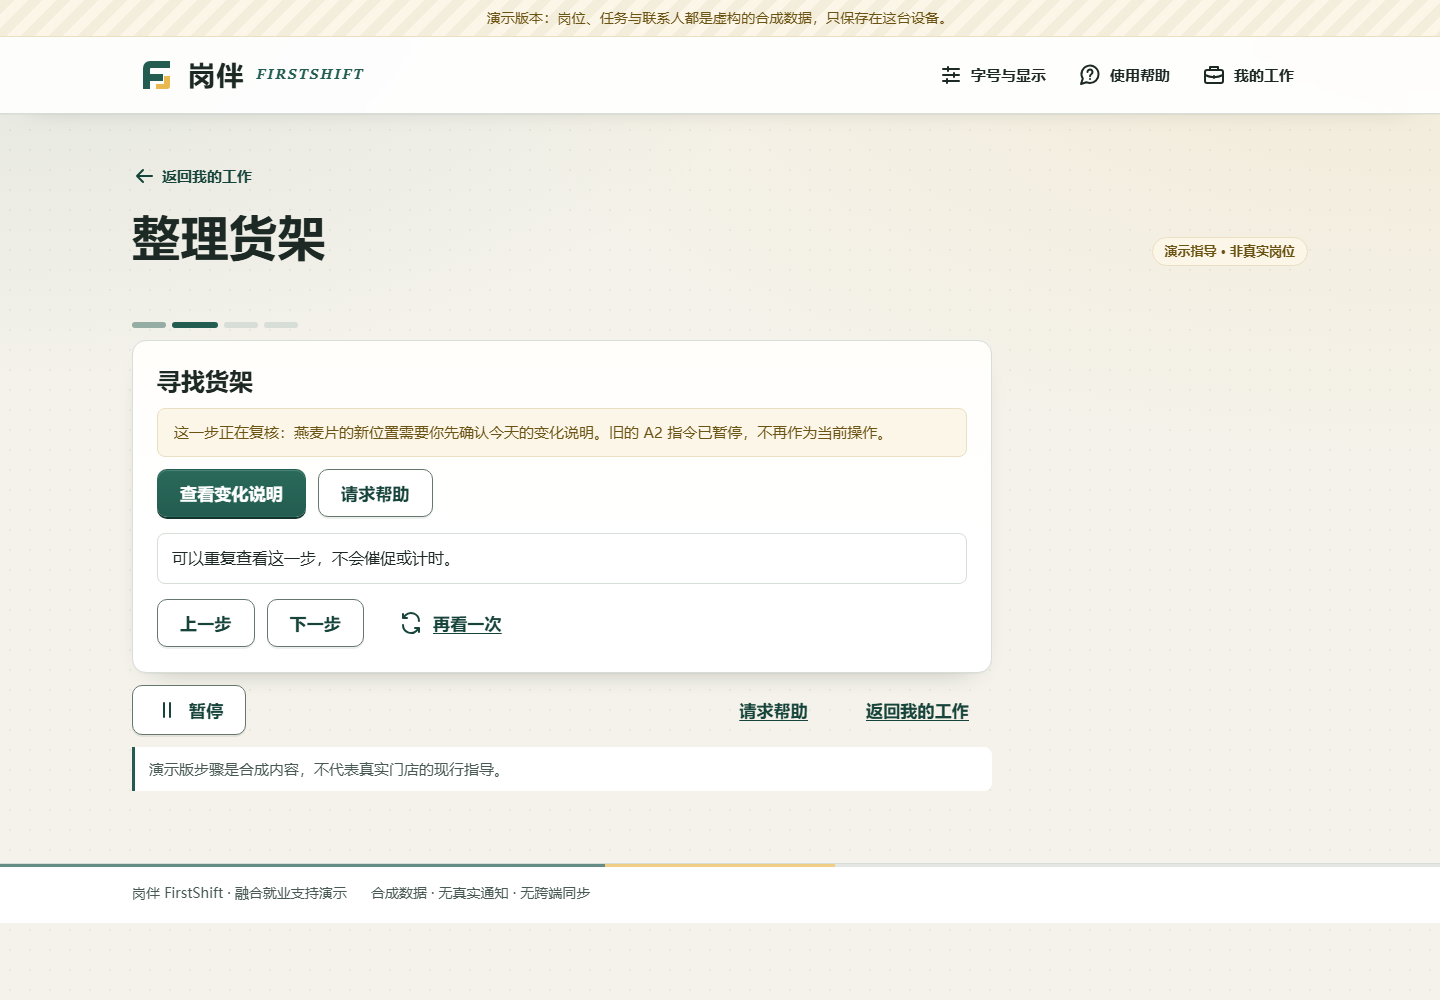 演示版本：岗位、任务与联系人都是虚构的合成数据，只保存在这台设备。
岗伴 FIRSTSHIFT
字号与显示
使用帮助
我的工作
返回我的工作
整理货架
演示指导 • 非真实岗位
寻找货架
这一步正在复核：燕麦片的新位置需要你先确认今天的变化说明。旧的 A2 指令已暂停，不再作为当前操作。
查看变化说明
请求帮助
可以重复查看这一步，不会催促或计时。
上一步
下一步
再看一次
暂停
请求帮助
返回我的工作
演示版步骤是合成内容，不代表真实门店的现行指导。
岗伴 FirstShift · 融合就业支持演示
合成数据 · 无真实通知 · 无跨端同步